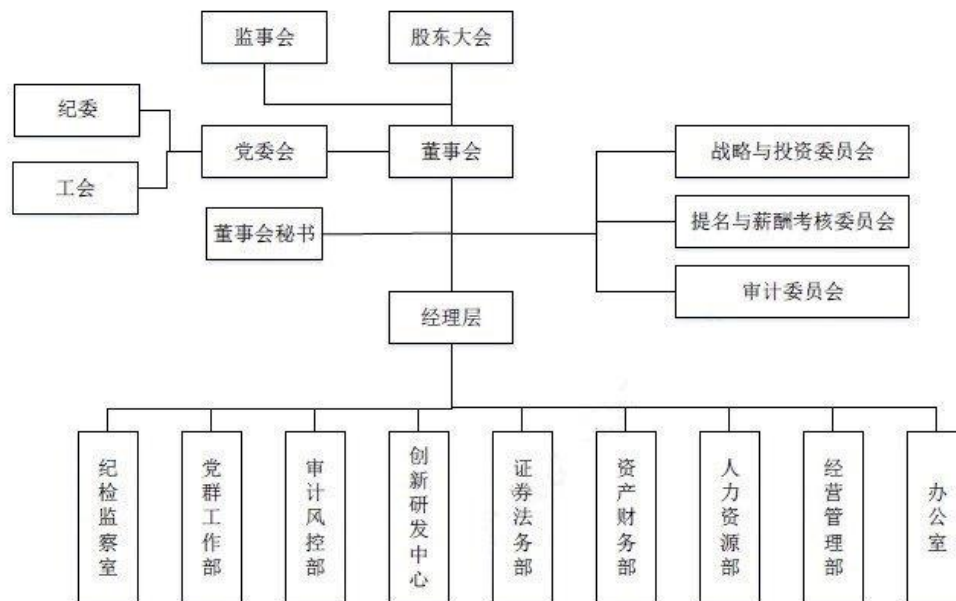 监事会
股东大会
纪委
党委会
董事会
战略与投资委员会
工会
提名与薪酬考核委员会
董事会秘书
审计委员会
经理层
纪检监察室
党群工作部
审计风控部
创新研发中心
证券法务部
资产财务部
人力资源部
经营管理部
办公室